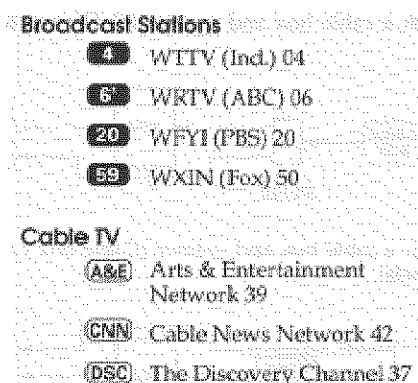 Broadcast Stations
4 WTTV (Ind.) 04
6 WRTV (ABC) 06
20 WFYI (PBS) 20
59 WXIN (Fox) 50
Cable TV
A&E Arts & Entertainment
Network 39
CNN Cable News Network 42
DSC The Discovery Channel 37